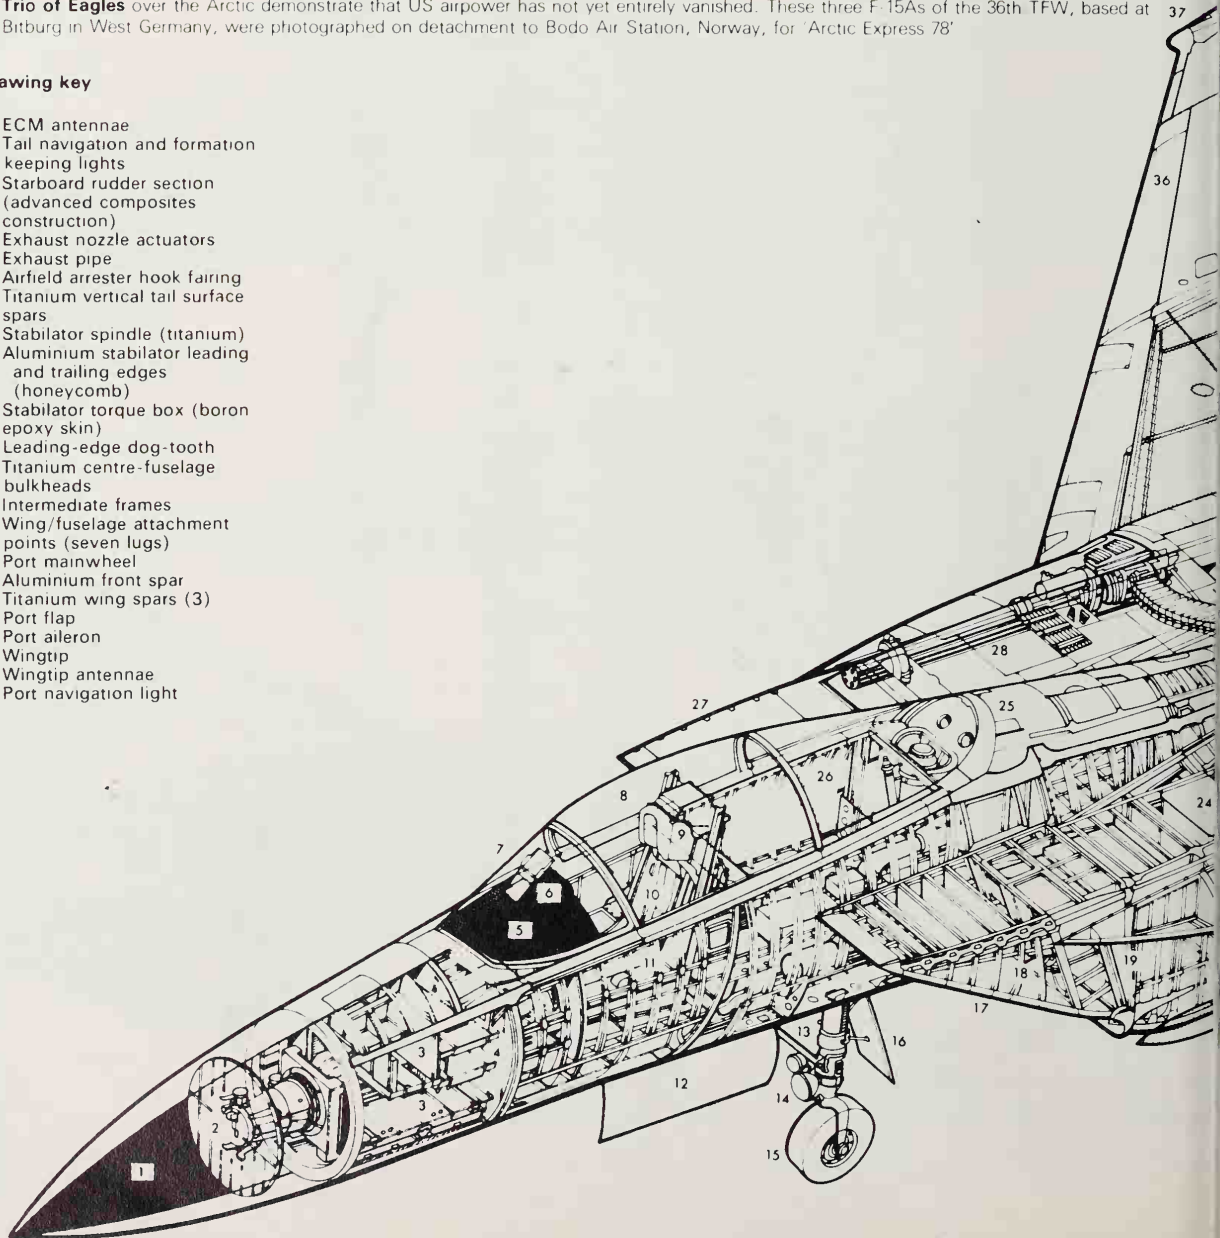 Trio of Eagles over the Arctic demonstrate that US airpower has not yet entirely vanished. These three F-15As of the 36th TFW, based at
Bitburg in West Germany, were photographed on detachment to Bodo Air Station, Norway, for 'Arctic Express 78'
awing key
ECM antennae
Tail navigation and formation
keeping lights
Starboard rudder section
(advanced composites
construction)
Exhaust nozzle actuators
Exhaust pipe
Airfield arrester hook fairing
Titanium vertical tail surface
spars
Stabilator spindle (titanium)
Aluminium stabilator leading
and trailing edges
(honeycomb)
Stabilator torque box (boron
epoxy skin)
Leading-edge dog-tooth
Titanium centre-fuselage
bulkheads
Intermediate frames
Wing/fuselage attachment
points (seven lugs)
Port mainwheel
Aluminium front spar
Titanium wing spars (3)
Port flap
Port aileron
Wingtip
Wingtip antennae
Port navigation light
37
36
28
27
25
26
8
24
9
7
6
10
5
11
19
18
17
13
16
3
4
12
14
3
2
15
1